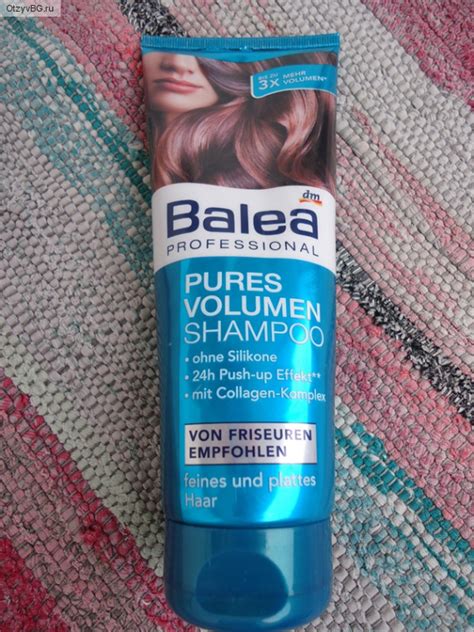 OtzyvBG.ru
BIS ZU
3X MEHR
VOLUMEN*
dm
Balea
PROFESSIONAL
PURES
VOLUMEN
SHAMPOO
• ohne Silikone
• 24h Push-up Effekt**
• mit Collagen-Komplex
VON FRISEUREN
EMPFOHLEN
feines und plattes
Haar